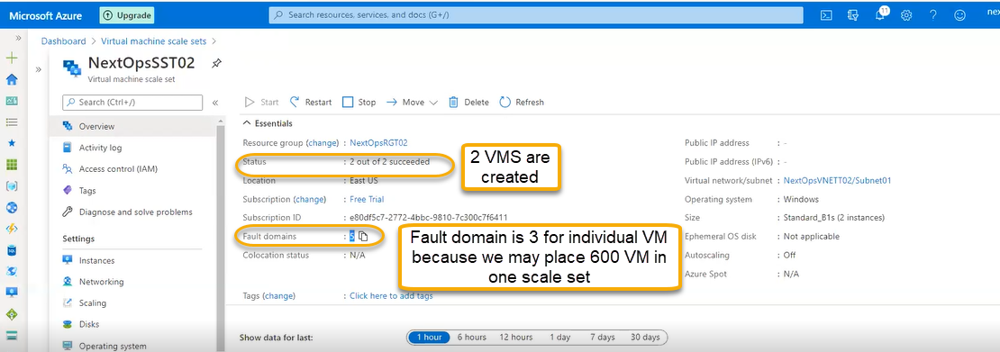 Microsoft Azure
Upgrade
Search resources, services, and docs (G+/)
11
Dashboard > Virtual machine scale sets >
NextOpsSST02
Virtual machine scale set
Search (Ctrl+/)
Overview
Activity log
Access control (IAM)
Tags
Diagnose and solve problems
Settings
Instances
Networking
Scaling
Disks
Operating system
Start Restart Stop Move Delete Refresh
Essentials
Resource group (change) : NextOpsRGT02
Status : 2 out of 2 succeeded
Location : East US
Subscription (change) : Free Trial
Subscription ID : e80df5c7-2772-4bbc-9810-7c300c7f6411
Fault domains : 5
Colocation status : N/A
Tags (change) : Click here to add tags
2 VMS are
created
Fault domain is 3 for individual VM
because we may place 600 VM in
one scale set
Public IP address : -
Public IP address (IPv6) : -
Virtual network/subnet : NextOpsVNETT02/Subnet01
Operating system : Windows
Size : Standard_B1s (2 instances)
Ephemeral OS disk : Not applicable
Autoscaling : Off
Azure Spot : N/A
Show data for last: 1 hour 6 hours 12 hours 1 day 7 days 30 days